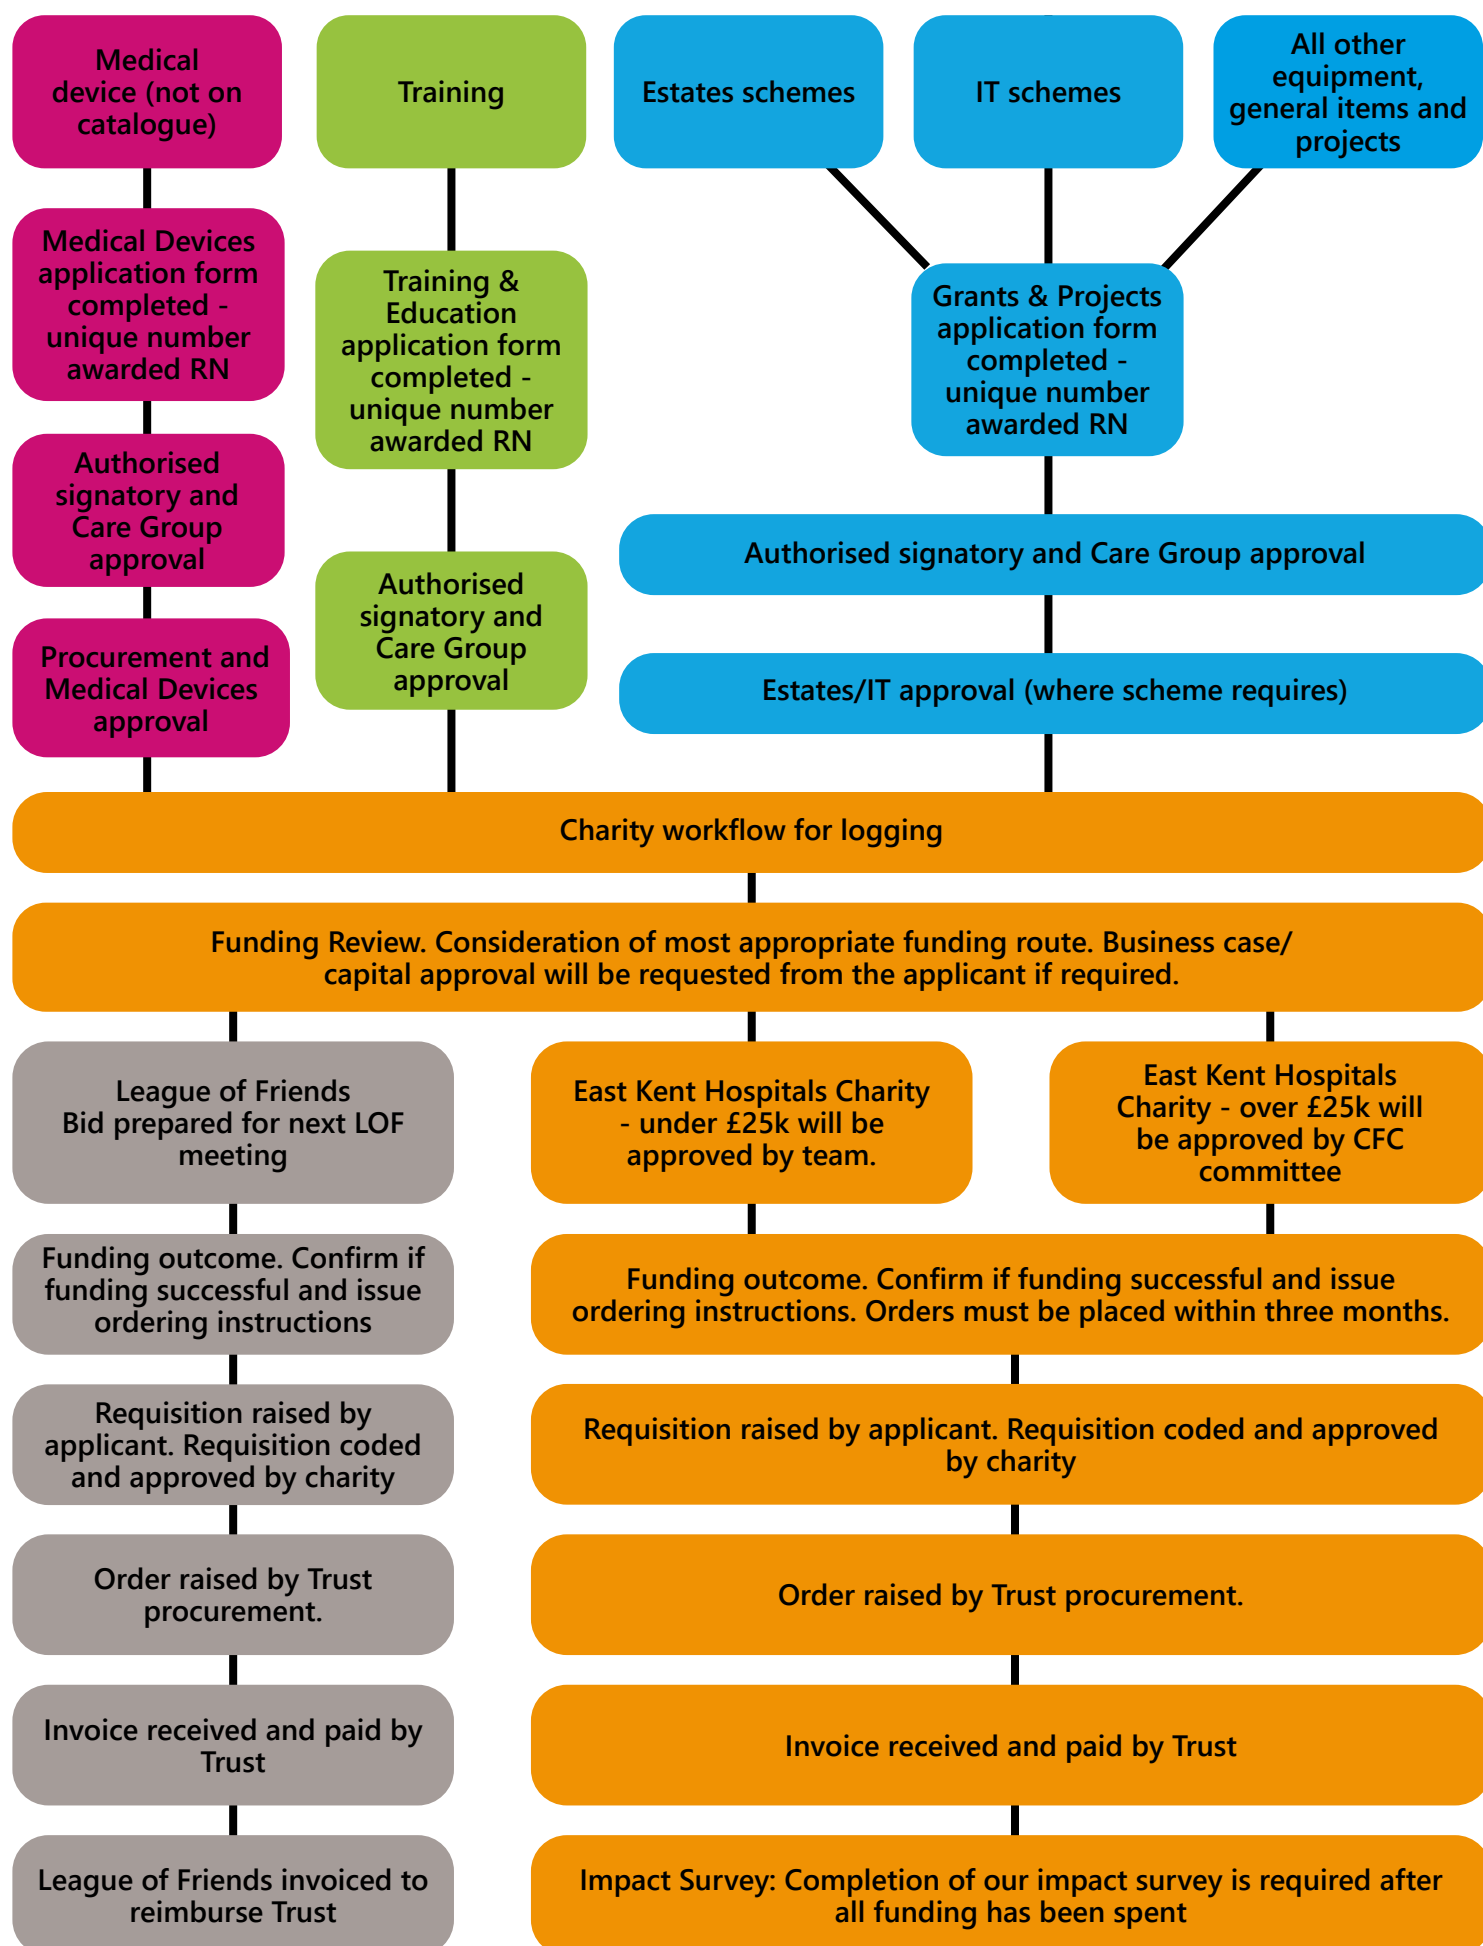 Medical
device (not on
catalogue)
Training
Estates schemes
IT schemes
All other
equipment,
general items and
projects
Medical Devices
application form
completed -
unique number
awarded RN
Training &
Education
application form
completed -
unique number
awarded RN
Grants & Projects
application form
completed -
unique number
awarded RN
Authorised
signatory and
Care Group
approval
Authorised
signatory and
Care Group
approval
Authorised signatory and Care Group approval
Procurement and
Medical Devices
approval
Estates/IT approval (where scheme requires)
Charity workflow for logging
Funding Review. Consideration of most appropriate funding route. Business case/
capital approval will be requested from the applicant if required.
League of Friends
Bid prepared for next LOF
meeting
East Kent Hospitals Charity
- under £25k will be
approved by team.
East Kent Hospitals
Charity - over £25k will
be approved by CFC
committee
Funding outcome. Confirm if
funding successful and issue
ordering instructions
Funding outcome. Confirm if funding successful and issue
ordering instructions. Orders must be placed within three months.
Requisition raised by
applicant. Requisition coded
and approved by charity
Requisition raised by applicant. Requisition coded and approved
by charity
Order raised by Trust
procurement.
Order raised by Trust procurement.
Invoice received and paid by
Trust
Invoice received and paid by Trust
League of Friends invoiced to
reimburse Trust
Impact Survey: Completion of our impact survey is required after
all funding has been spent